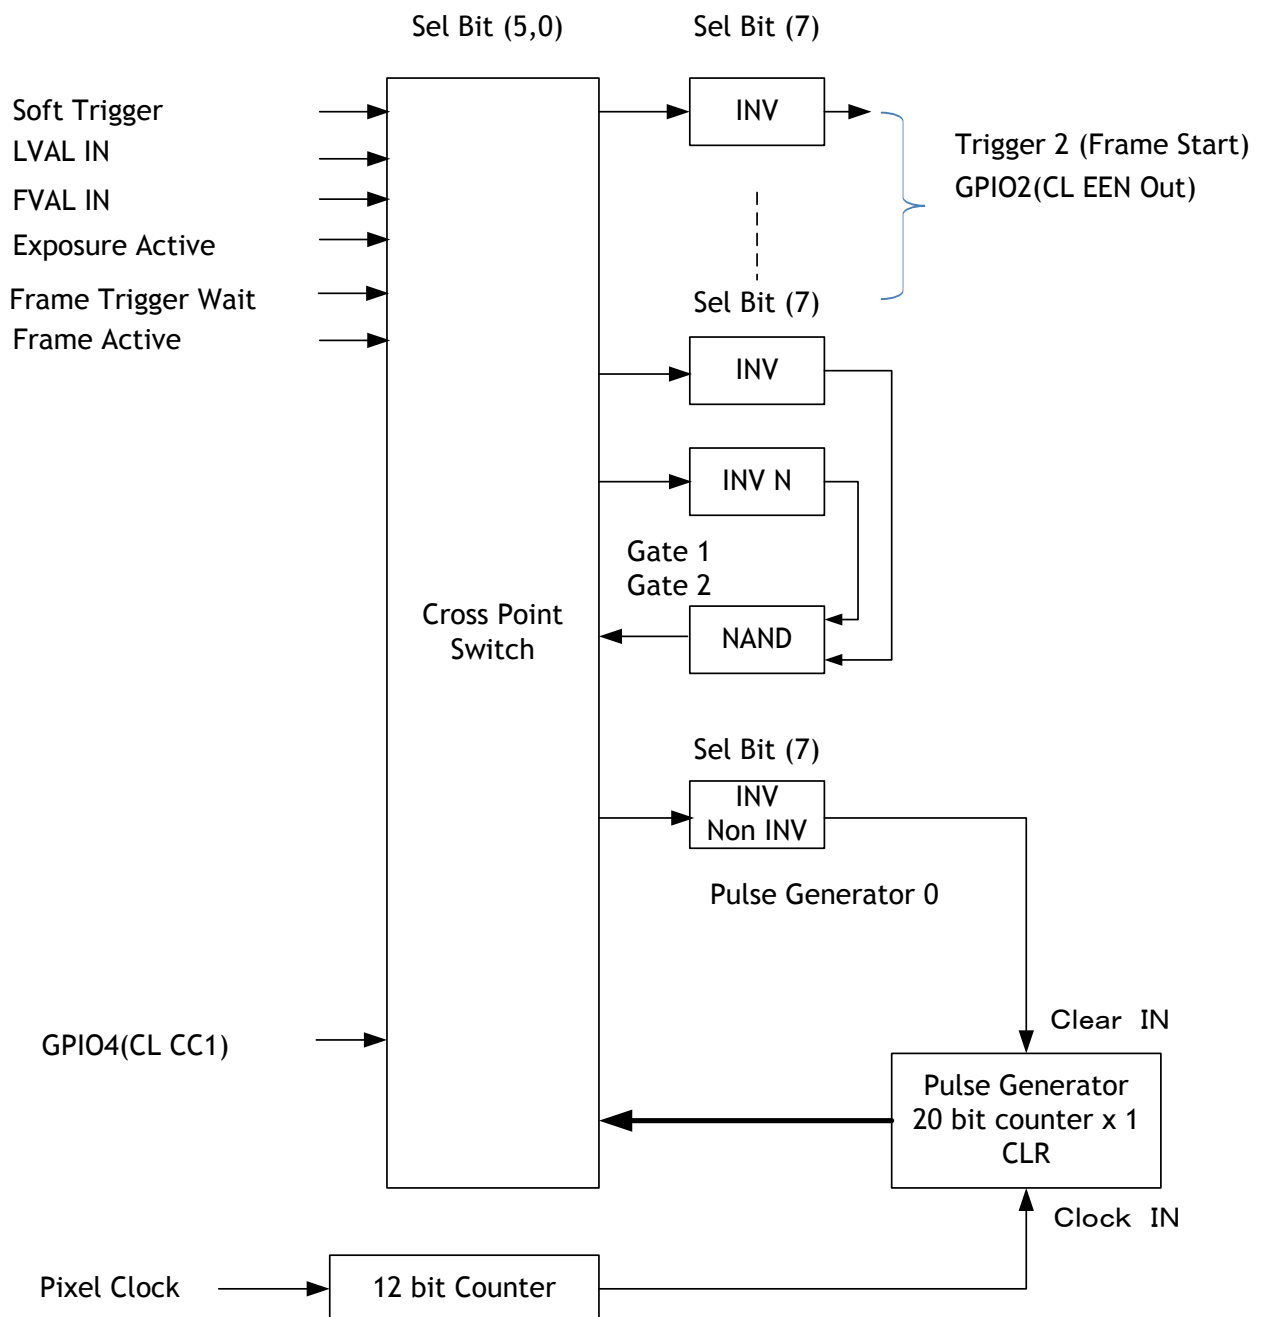 Sel Bit (5,0)
Sel Bit (7)
Soft Trigger
LVAL IN
FVAL IN
Exposure Active
Frame Trigger Wait
Frame Active
INV
Trigger 2 (Frame Start)
GPIO2(CL EEN Out)
Sel Bit (7)
INV
INV N
Gate 1
Gate 2
NAND
Cross Point
Switch
Sel Bit (7)
INV
Non INV
Pulse Generator 0
GPIO4(CL CC1)
Clear IN
Pulse Generator
20 bit counter x 1
CLR
Clock IN
Pixel Clock
12 bit Counter